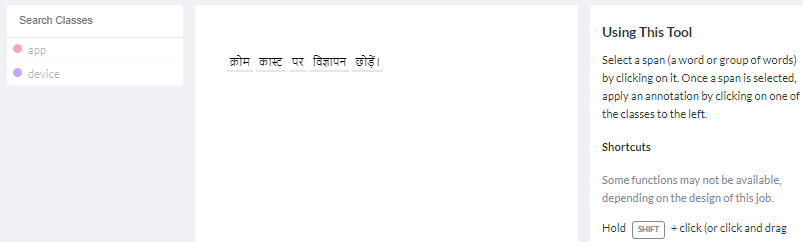 Search Classes
app
device
क्रोम कास्ट पर विज्ञापन छोड़ें।
Using This Tool
Select a span (a word or group of words)
by clicking on it. Once a span is selected,
apply an annotation by clicking on one of
the classes to the left.
Shortcuts
Some functions may not be available,
depending on the design of this job.
Hold SHIFT + click (or click and drag